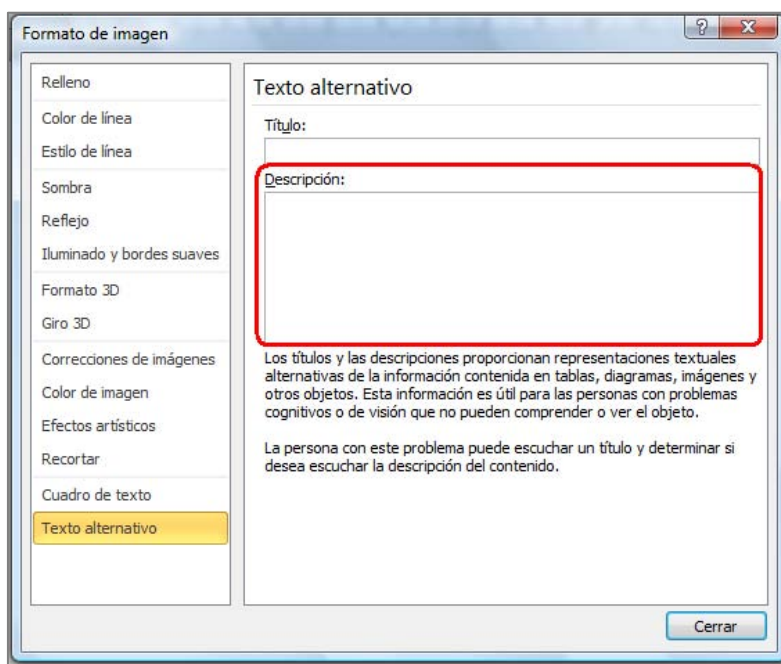 Formato de imagen
Relleno
Color de línea
Estilo de línea
Sombra
Reflejo
Iluminado y bordes suaves
Formato 3D
Giro 3D
Correcciones de imágenes
Color de imagen
Efectos artísticos
Recortar
Cuadro de texto
Texto alternativo
Texto alternativo
Título:
Descripción:
Los títulos y las descripciones proporcionan representaciones textuales
alternativas de la información contenida en tablas, diagramas, imágenes y
otros objetos. Esta información es útil para las personas con problemas
cognitivos o de visión que no pueden comprender o ver el objeto.
La persona con este problema puede escuchar un título y determinar si
desea escuchar la descripción del contenido.
Cerrar